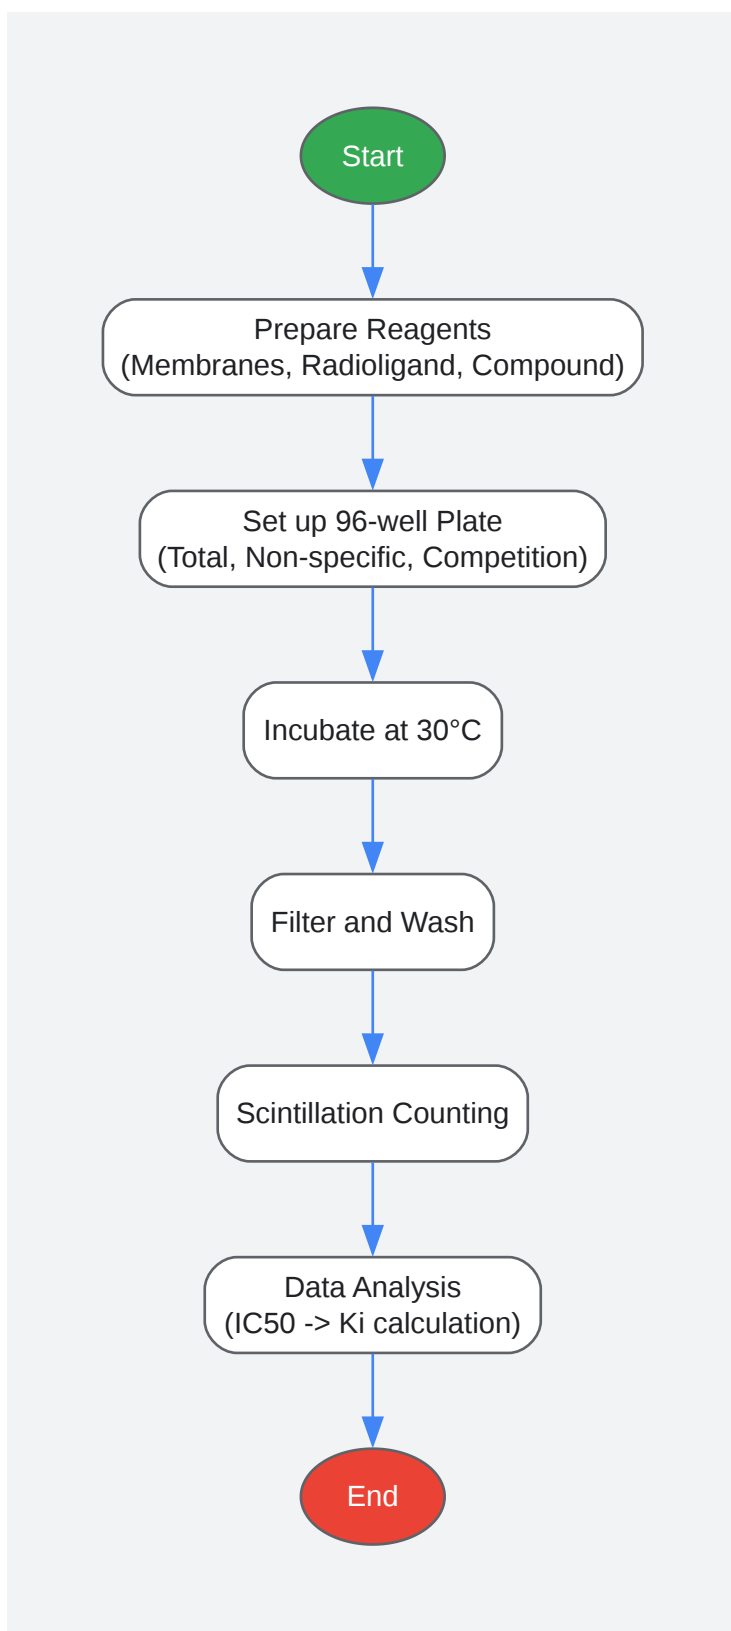 Start
Prepare Reagents
(Membranes, Radioligand, Compound)
Set up 96-well Plate
(Total, Non-specific, Competition)
Incubate at 30°C
Filter and Wash
Scintillation Counting
Data Analysis
(IC50 -> Ki calculation)
End